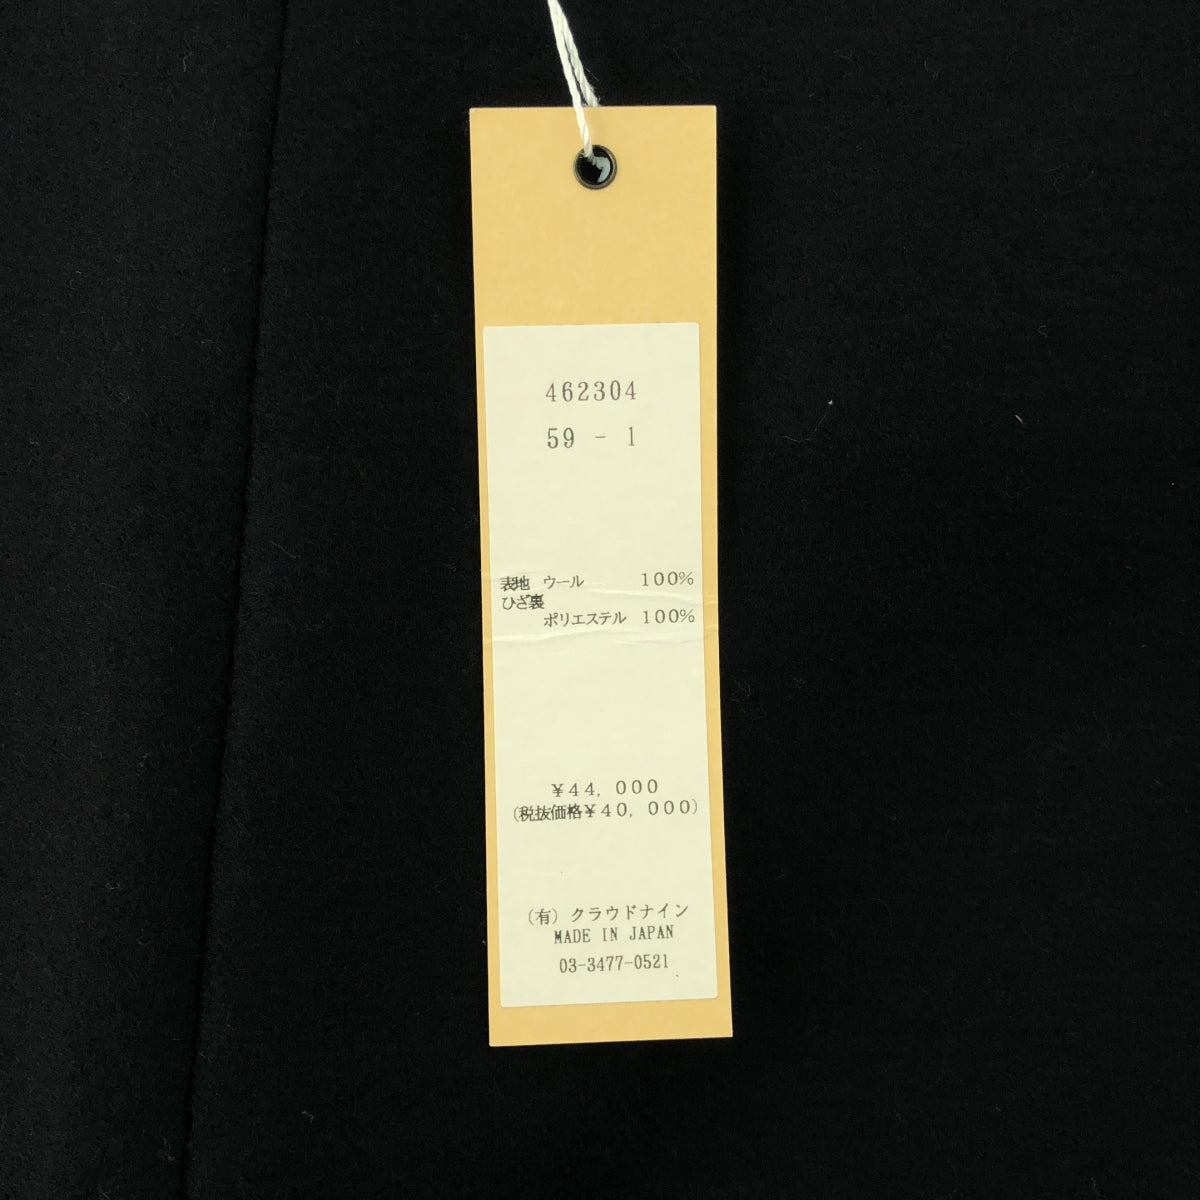 462304
59 - 1
表地 ウール 100%
ひざ裏
ポリエステル 100%
¥44,000
(税抜価格¥40,000)
(有)クラウドナイン
MADE IN JAPAN
03-3477-0521